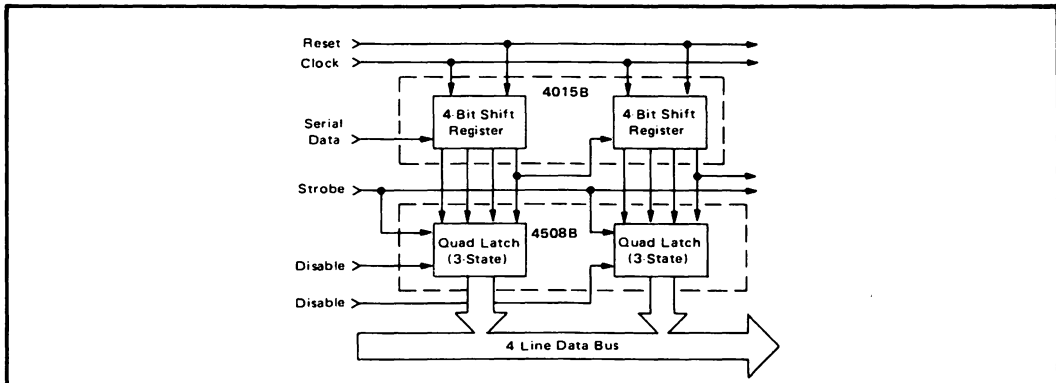 Reset
Clock
4015B
4-Bit Shift
Register
4-Bit Shift
Register
Serial
Data
Strobe
4508B
Quad Latch
(3-State)
Quad Latch
(3-State)
Disable
Disable
4 Line Data Bus